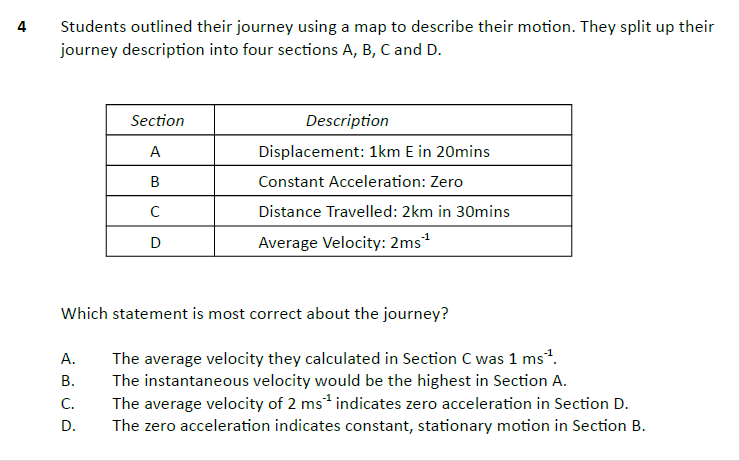 4 Students outlined their journey using a map to describe their motion. They split up their
journey description into four sections A, B, C and D.
Section Description
A Displacement: 1km E in 20mins
B Constant Acceleration: Zero
C Distance Travelled: 2km in 30mins
D Average Velocity: 2ms⁻¹
Which statement is most correct about the journey?
A. The average velocity they calculated in Section C was 1 ms⁻¹.
B. The instantaneous velocity would be the highest in Section A.
C. The average velocity of 2 ms⁻¹ indicates zero acceleration in Section D.
D. The zero acceleration indicates constant, stationary motion in Section B.